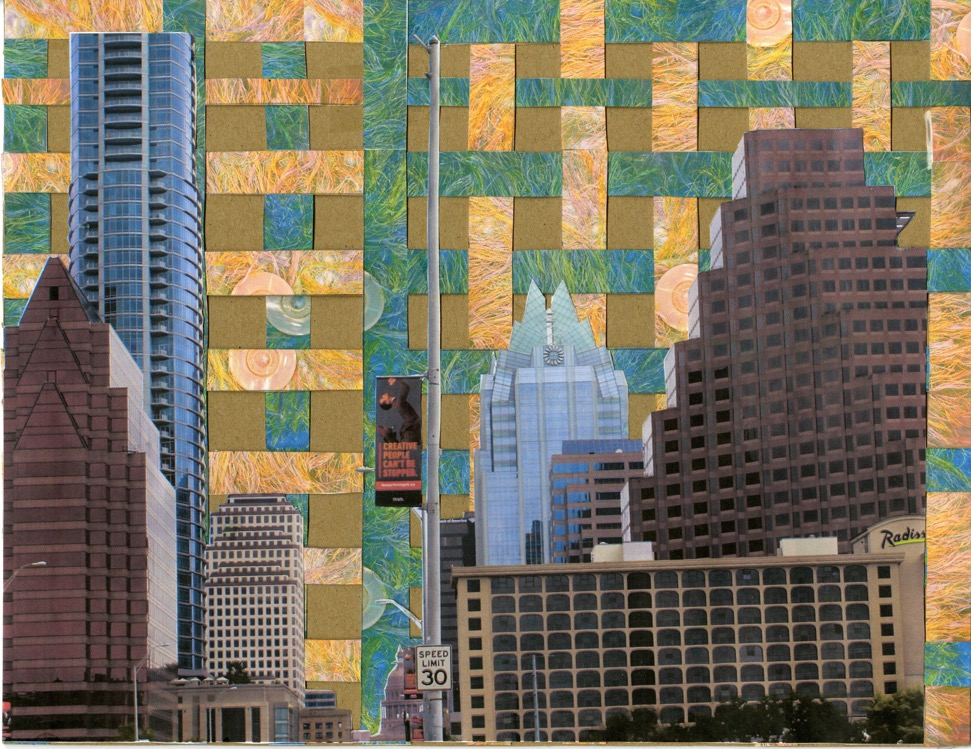 CREATIVE
PEOPLE
CAN'T BE
STOPPED.
SPEED
LIMIT
30
Radiss